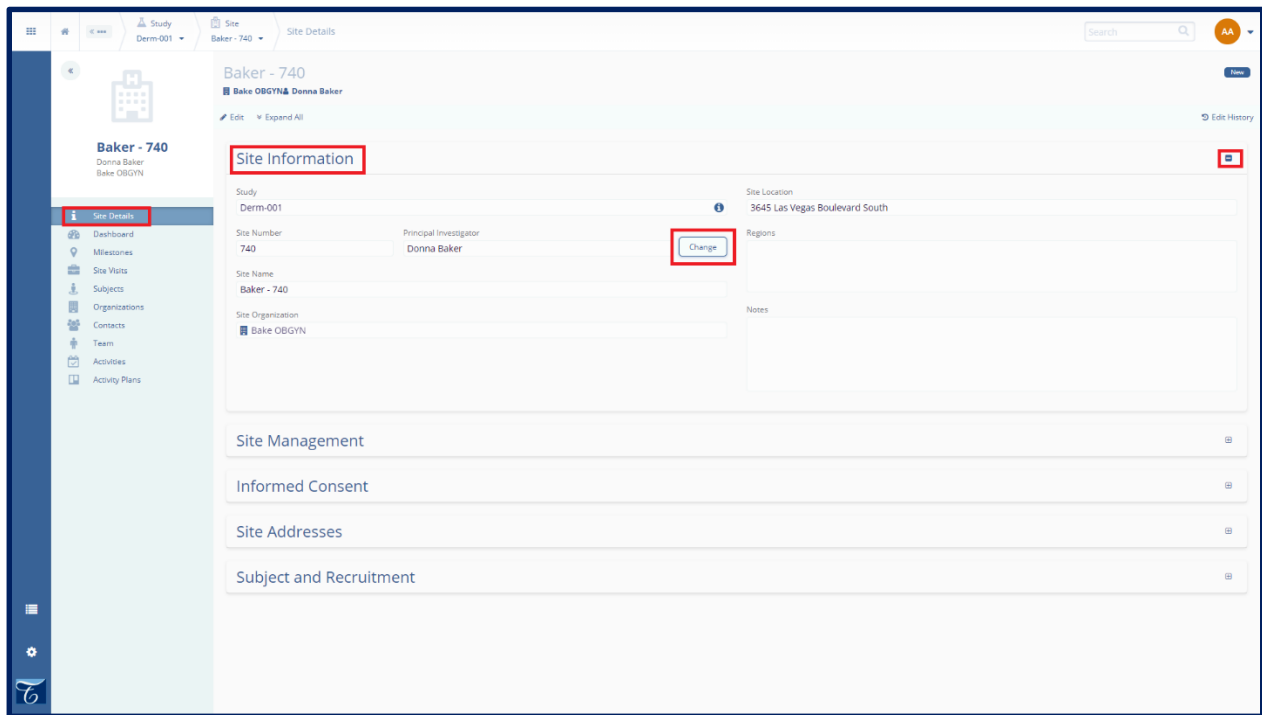 Study
Derm-001
Site
Baker - 740
Site Details
Search
AA
Baker - 740
Donna Baker
Bake OBGYN
Site Details
Dashboard
Milestones
Site Visits
Subjects
Organizations
Contacts
Team
Activities
Activity Plans
Baker - 740
Bake OBGYN Donna Baker
New
Edit Expand All
Edit History
Site Information
Study
Derm-001
Site Number Principal Investigator
740 Donna Baker Change
Site Name
Baker - 740
Site Organization
Bake OBGYN
Site Location
3645 Las Vegas Boulevard South
Regions
Notes
Site Management
Informed Consent
Site Addresses
Subject and Recruitment